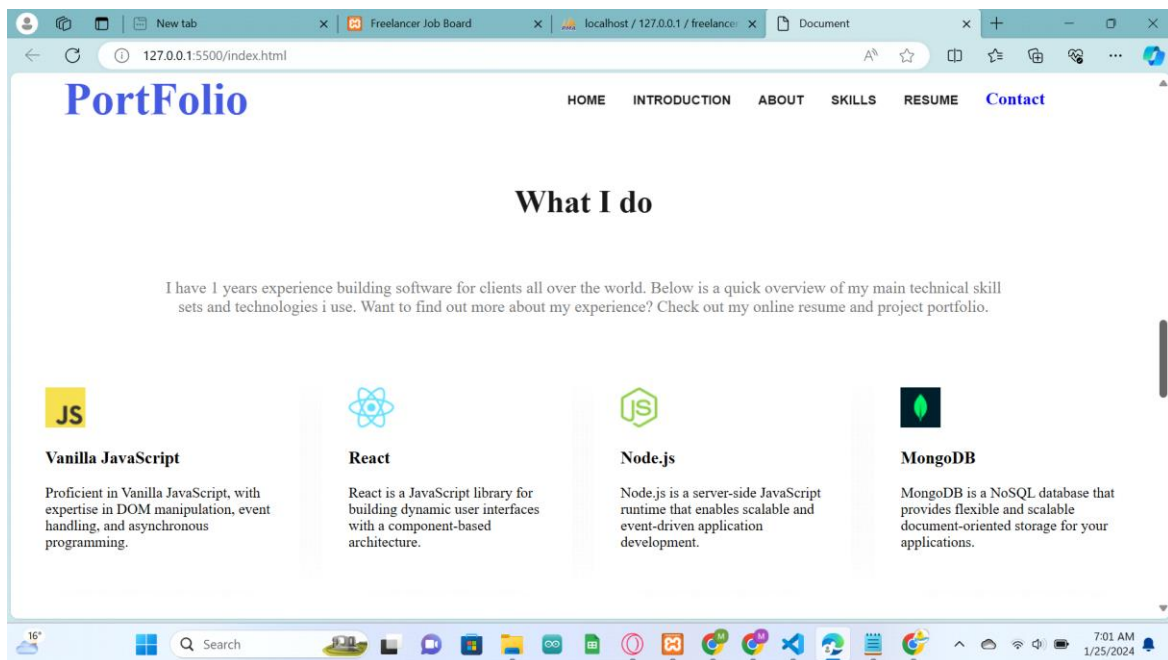 New tab
Freelancer Job Board
localhost / 127.0.0.1 / freelancer
Document
127.0.0.1:5500/index.html
PortFolio
HOME INTRODUCTION ABOUT SKILLS RESUME Contact
What I do
I have 1 years experience building software for clients all over the world. Below is a quick overview of my main technical skill
sets and technologies i use. Want to find out more about my experience? Check out my online resume and project portfolio.
JS
Vanilla JavaScript
Proficient in Vanilla JavaScript, with
expertise in DOM manipulation, event
handling, and asynchronous
programming.
React
React is a JavaScript library for
building dynamic user interfaces
with a component-based
architecture.
JS
Node.js
Node.js is a server-side JavaScript
runtime that enables scalable and
event-driven application
development.
MongoDB
MongoDB is a NoSQL database that
provides flexible and scalable
document-oriented storage for your
applications.
16°
Search
7:01 AM
1/25/2024